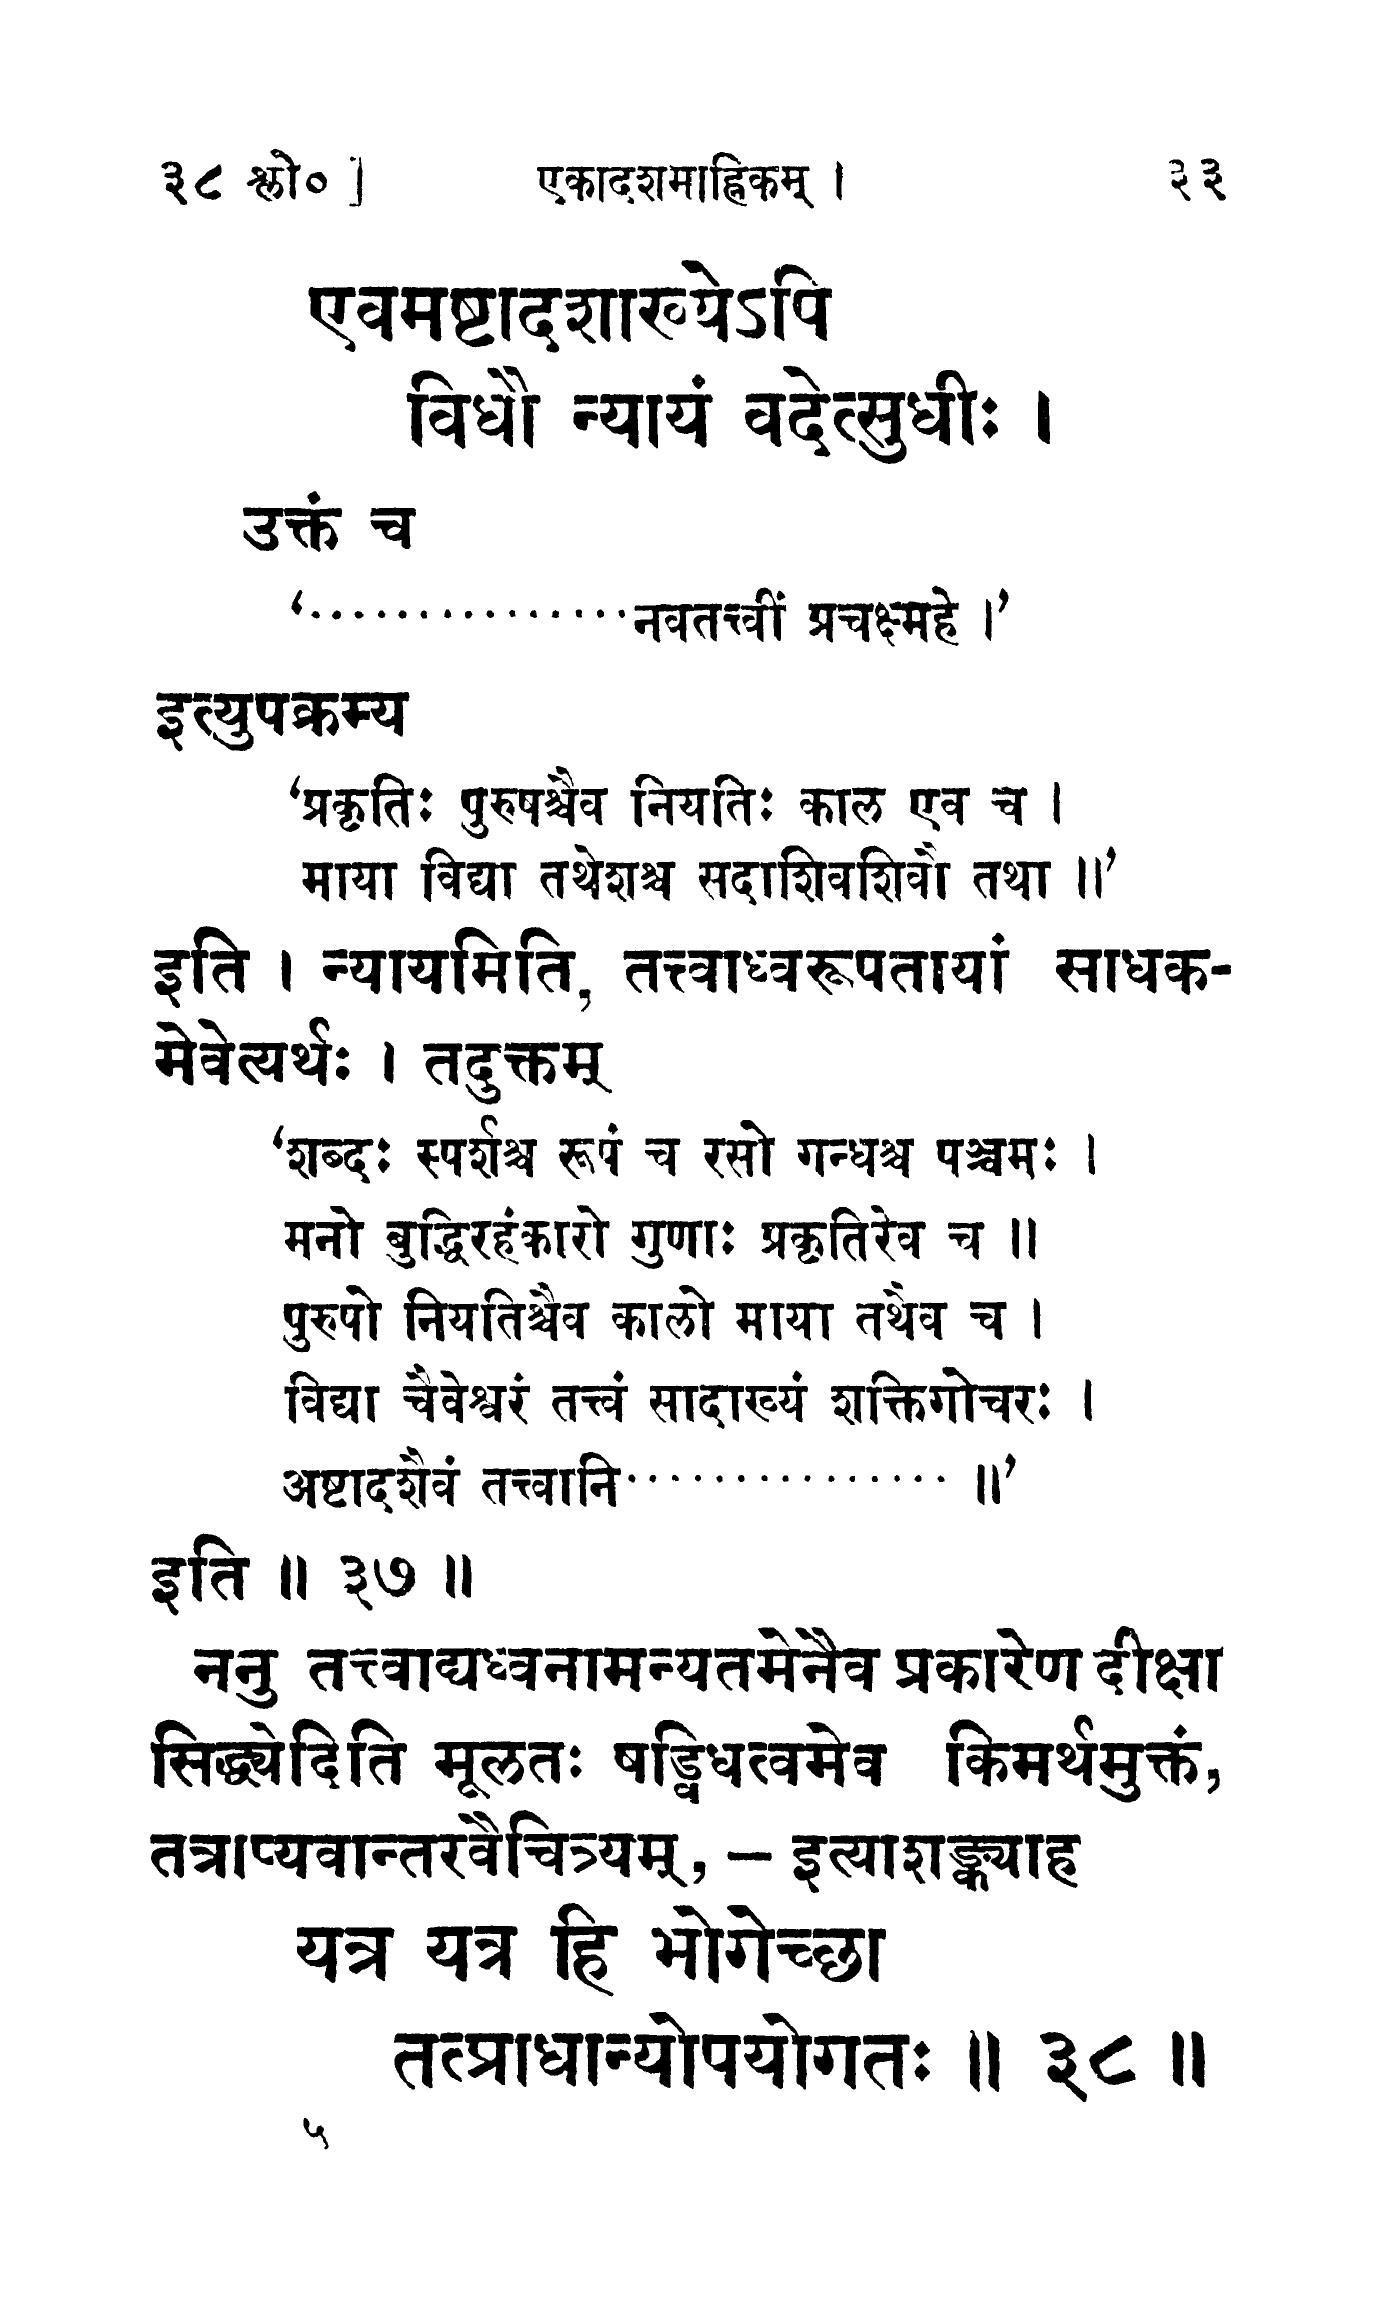 ३८ श्लो० ]
एकादशमाह्निकम् ।
३३
एवमष्टादशाख्येऽपि
विधौ न्यायं वदेत्सुधीः ।
उक्तं च
‘···············नवतत्त्वीं प्रचक्ष्महे ।’
इत्युपक्रम्य
‘प्रकृतिः पुरुषश्चैव नियतिः काल एव च ।
माया विद्या तथेशश्च सदाशिवशिवौ तथा ॥’
इति । न्यायमिति, तत्त्वाध्वरूपतायां साधक-
मेवेत्यर्थः । तदुक्तम्
‘शब्दः स्पर्शश्च रूपं च रसो गन्धश्च पञ्चमः ।
मनो बुद्धिरहंकारो गुणाः प्रकृतिरेव च ॥
पुरुषो नियतिश्चैव कालो माया तथैव च ।
विद्या चैवेश्वरं तत्त्वं सादाख्यं शक्तिगोचरः ।
अष्टादशैवं तत्त्वानि··············· ॥’
इति ॥ ३७ ॥
ननु तत्त्वाद्यध्वनामन्यतमेनैव प्रकारेण दीक्षा
सिद्ध्येदिति मूलतः षड्विधत्वमेव किमर्थमुक्तं,
तत्राप्यवान्तरवैचित्र्यम्, – इत्याशङ्क्याह
यत्र यत्र हि भोगेच्छा
तत्प्राधान्योपयोगतः ॥ ३८ ॥
५